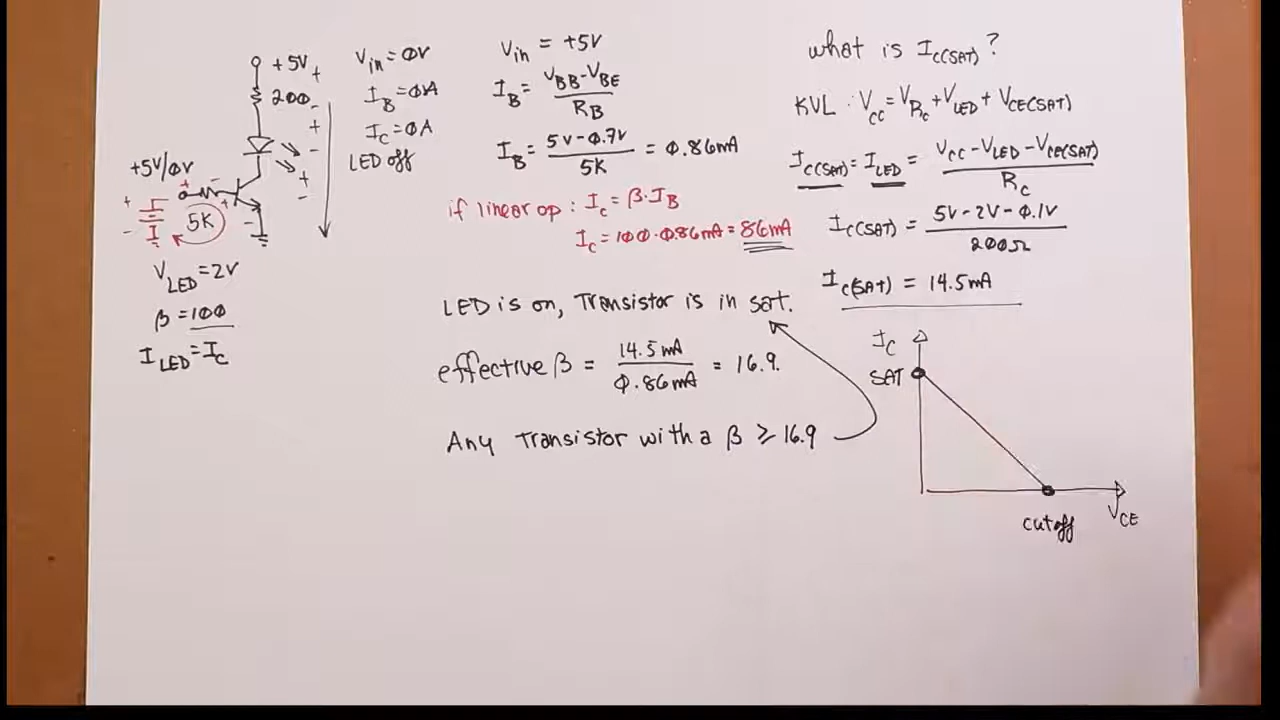 +5V
200
+5V/0V
5K
V_LED = 2V
β = 100
I_LED = I_C
V_in = 0V
I_B = 0A
I_C = 0A
LED off
V_in = +5V
I_B = (V_BB - V_BE) / R_B
I_B = (5V - 0.7V) / 5K = 0.86mA
if linear op : I_C = β · I_B
I_C = 100 · 0.86mA = 86mA
LED is on, Transistor is in sat.
effective β = 14.5mA / 0.86mA = 16.9.
Any Transistor with a β ≥ 16.9
what is I_C(SAT) ?
KVL : V_CC = V_Rc + V_LED + V_CE(SAT)
I_C(SAT) = I_LED = (V_CC - V_LED - V_CE(SAT)) / R_C
I_C(SAT) = (5V - 2V - 0.1V) / 200Ω
I_C(SAT) = 14.5mA
I_C
SAT
cutoff
V_CE